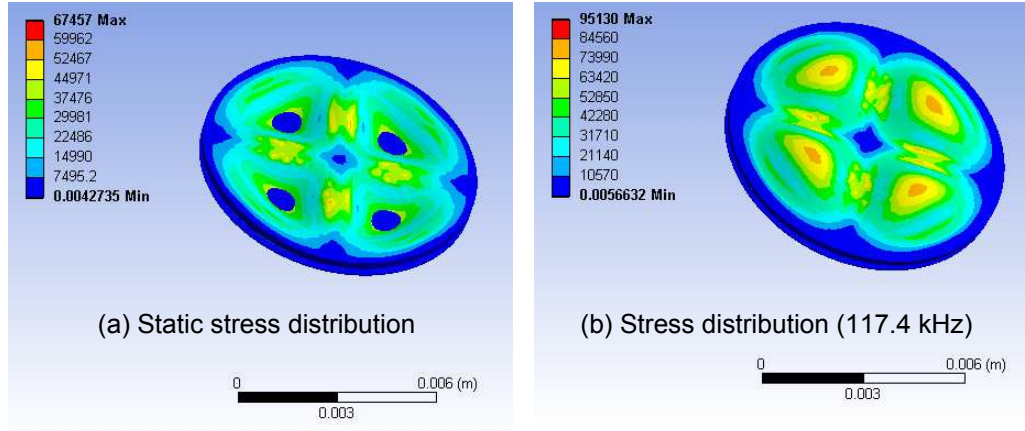 67457 Max
59962
52467
44971
37476
29981
22486
14990
7495.2
0.0042735 Min
(a) Static stress distribution
0
0.006 (m)
0.003
95130 Max
84560
73990
63420
52850
42280
31710
21140
10570
0.0056632 Min
(b) Stress distribution (117.4 kHz)
0
0.006 (m)
0.003